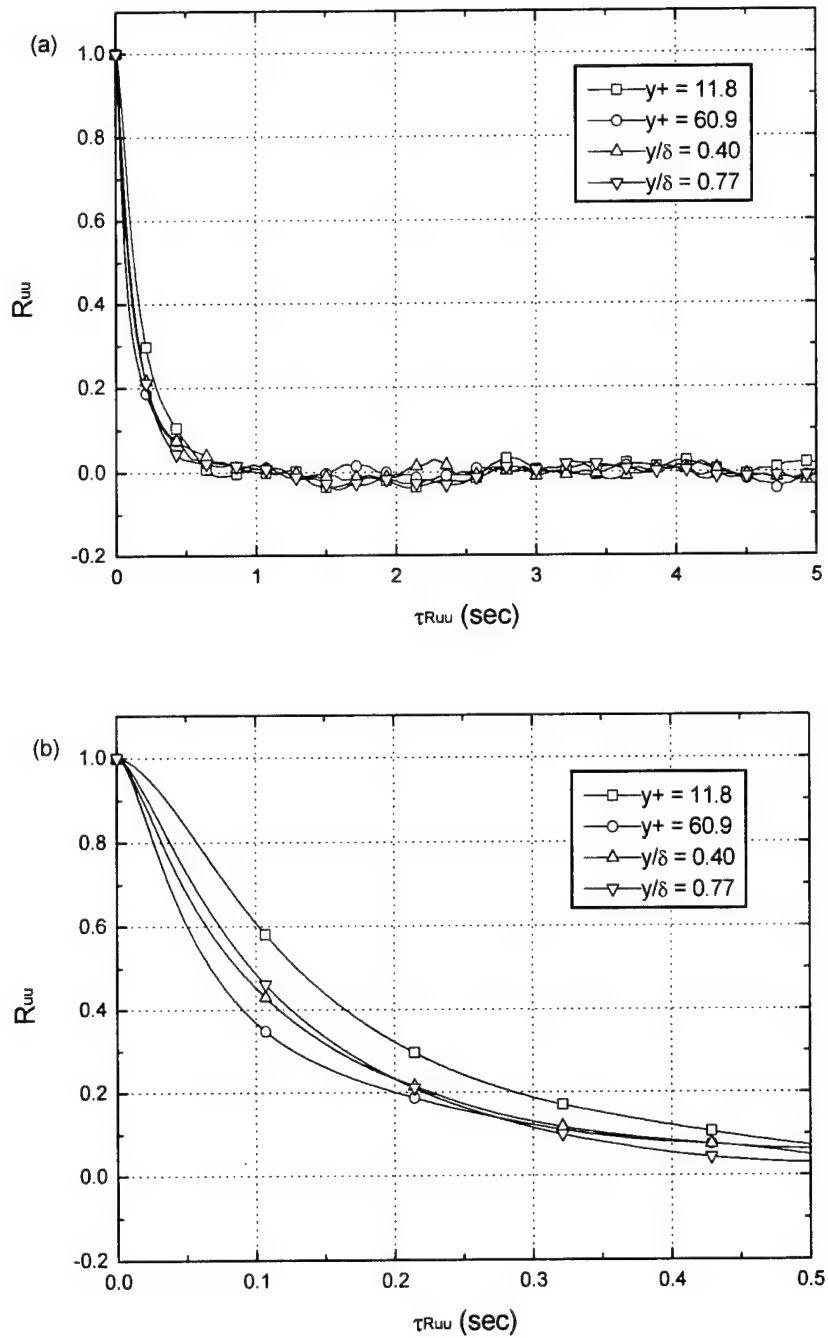 (a)
1.0
0.8
0.6
0.4
0.2
0.0
-0.2
Ruu
y+ = 11.8
y+ = 60.9
y/δ = 0.40
y/δ = 0.77
0 1 2 3 4 5
τRuu (sec)
(b)
1.0
0.8
0.6
0.4
0.2
0.0
-0.2
Ruu
y+ = 11.8
y+ = 60.9
y/δ = 0.40
y/δ = 0.77
0.0 0.1 0.2 0.3 0.4 0.5
τRuu (sec)